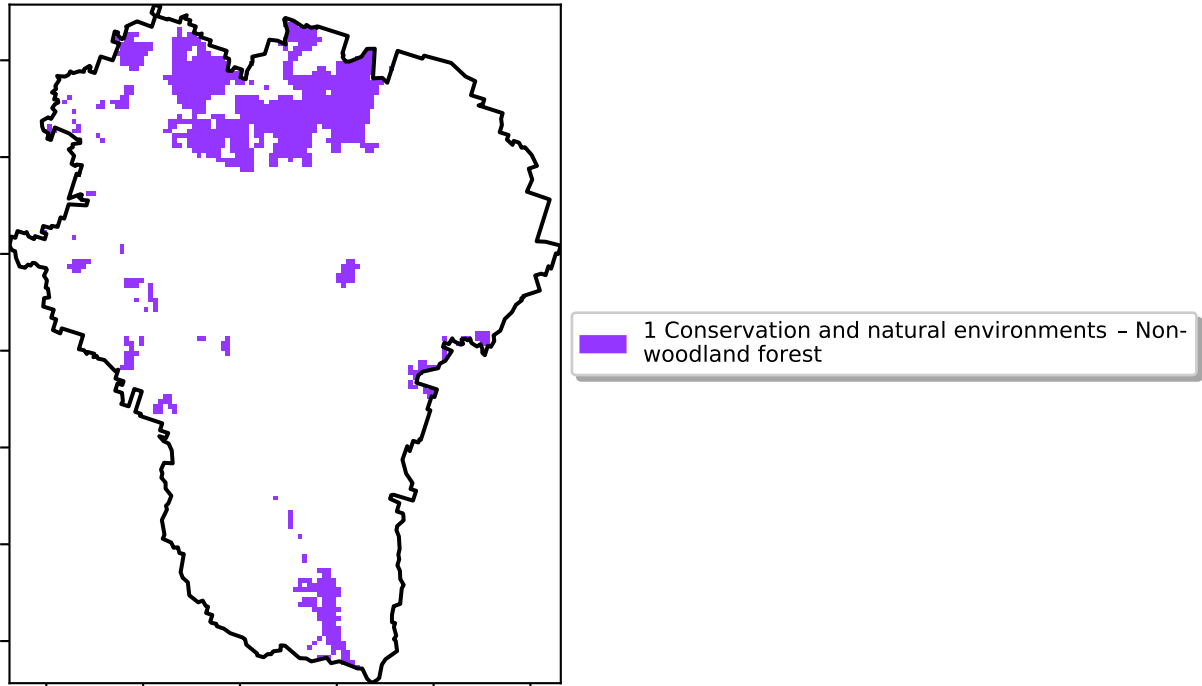 1 Conservation and natural environments – Non-
woodland forest